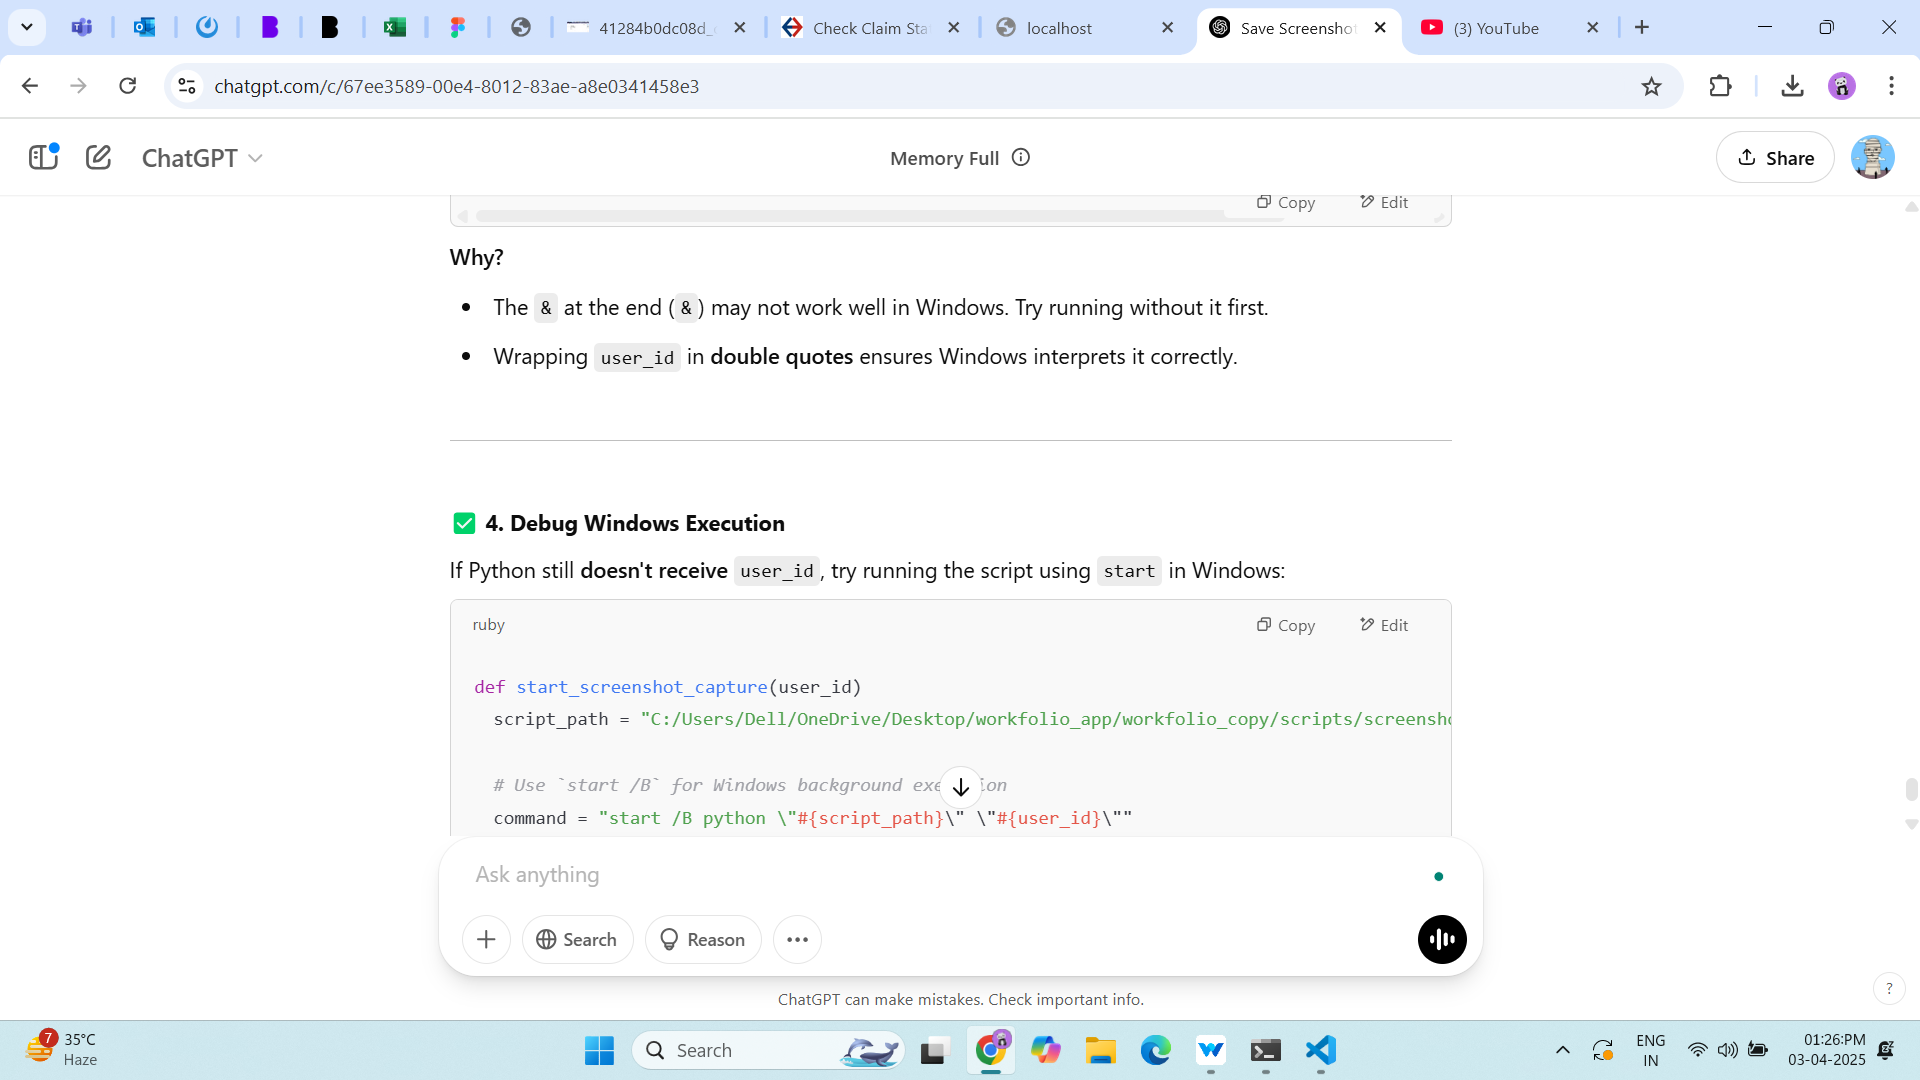 41284b0dc08d_
Check Claim Sta
localhost
Save Screenshot
(3) YouTube
chatgpt.com/c/67ee3589-00e4-8012-83ae-a8e0341458e3
ChatGPT
Memory Full
Share
Copy
Edit
Why?
The & at the end (&) may not work well in Windows. Try running without it first.
Wrapping user_id in double quotes ensures Windows interprets it correctly.
4. Debug Windows Execution
If Python still doesn't receive user_id, try running the script using start in Windows:
ruby
Copy
Edit
def start_screenshot_capture(user_id)
script_path = "C:/Users/Dell/OneDrive/Desktop/workfolio_app/workfolio_copy/scripts/screensho
# Use `start /B` for Windows background exe on
command = "start /B python \"#{script_path}\" \"#{user_id}\""
Ask anything
Search
Reason
ChatGPT can make mistakes. Check important info.
?
7
35°C
Haze
Search
ENG
IN
01:26:PM
03-04-2025